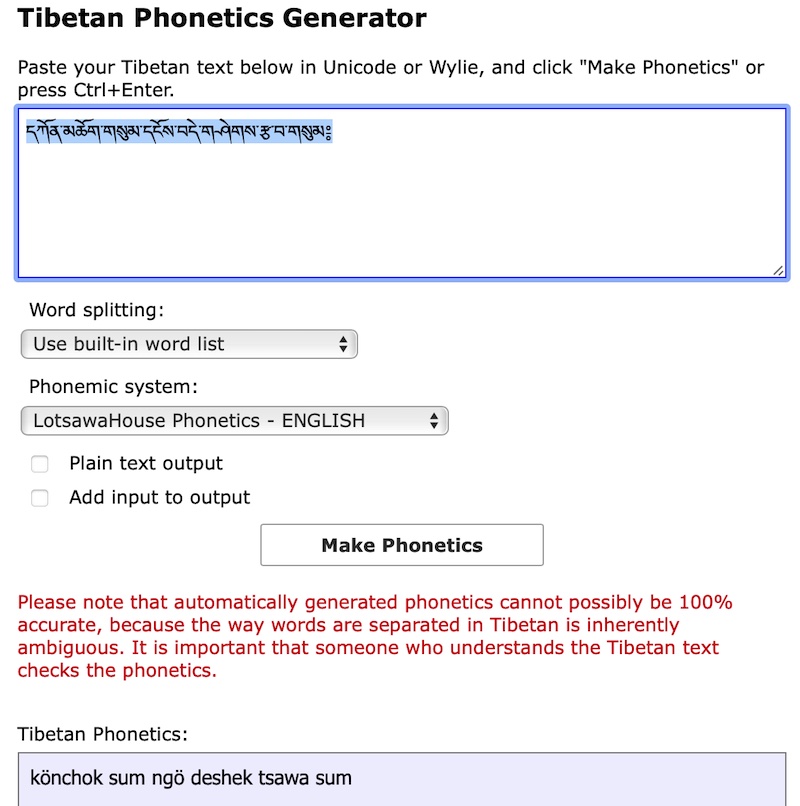 Tibetan Phonetics Generator
Paste your Tibetan text below in Unicode or Wylie, and click "Make Phonetics" or
press Ctrl+Enter.
དཀོན་མཆོག་གསུམ་དངོས་བདེ་གཤེགས་རྩ་བ་གསུམ༔
Word splitting:
Use built-in word list
Phonemic system:
LotsawaHouse Phonetics - ENGLISH
Plain text output
Add input to output
Make Phonetics
Please note that automatically generated phonetics cannot possibly be 100%
accurate, because the way words are separated in Tibetan is inherently
ambiguous. It is important that someone who understands the Tibetan text
checks the phonetics.
Tibetan Phonetics:
könchok sum ngö deshek tsawa sum